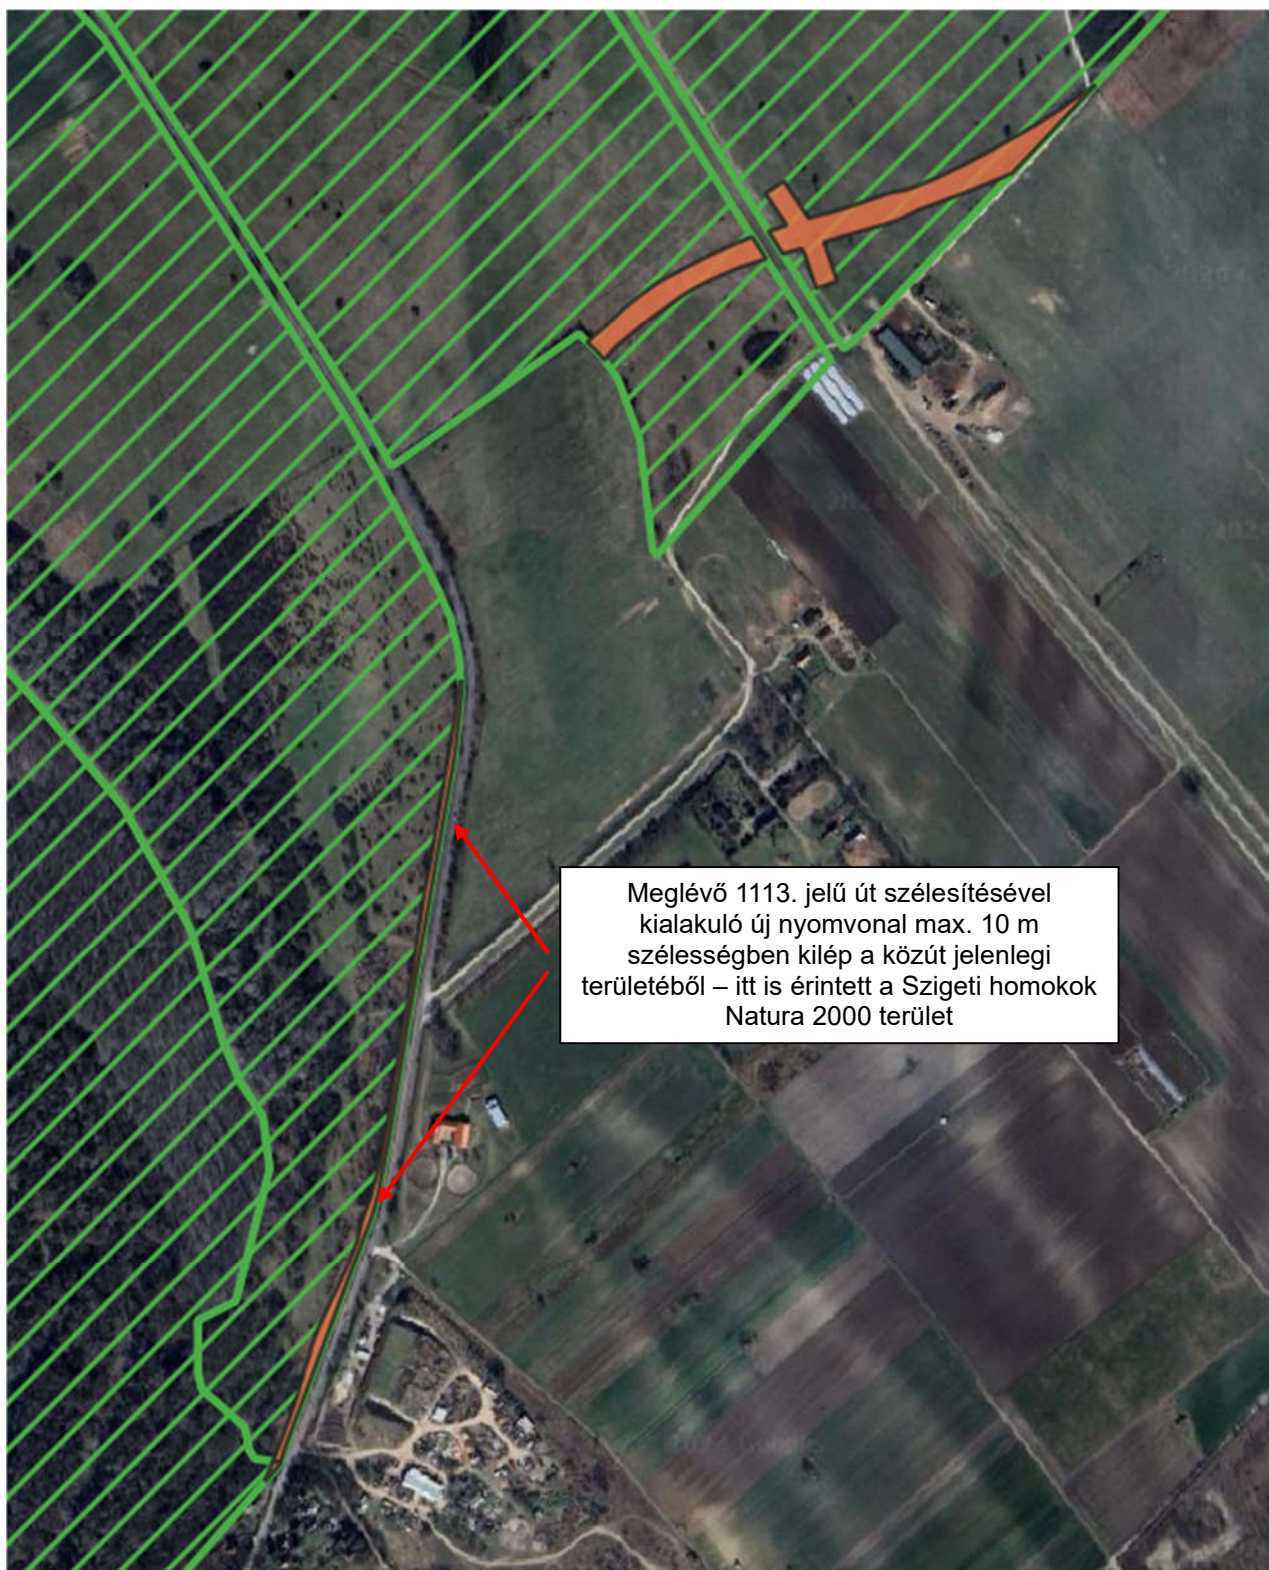 Meglévő 1113. jelű út szélesítésével
kialakuló új nyomvonal max. 10 m
szélességben kilép a közút jelenlegi
területéből – itt is érintett a Szigeti homokok
Natura 2000 terület